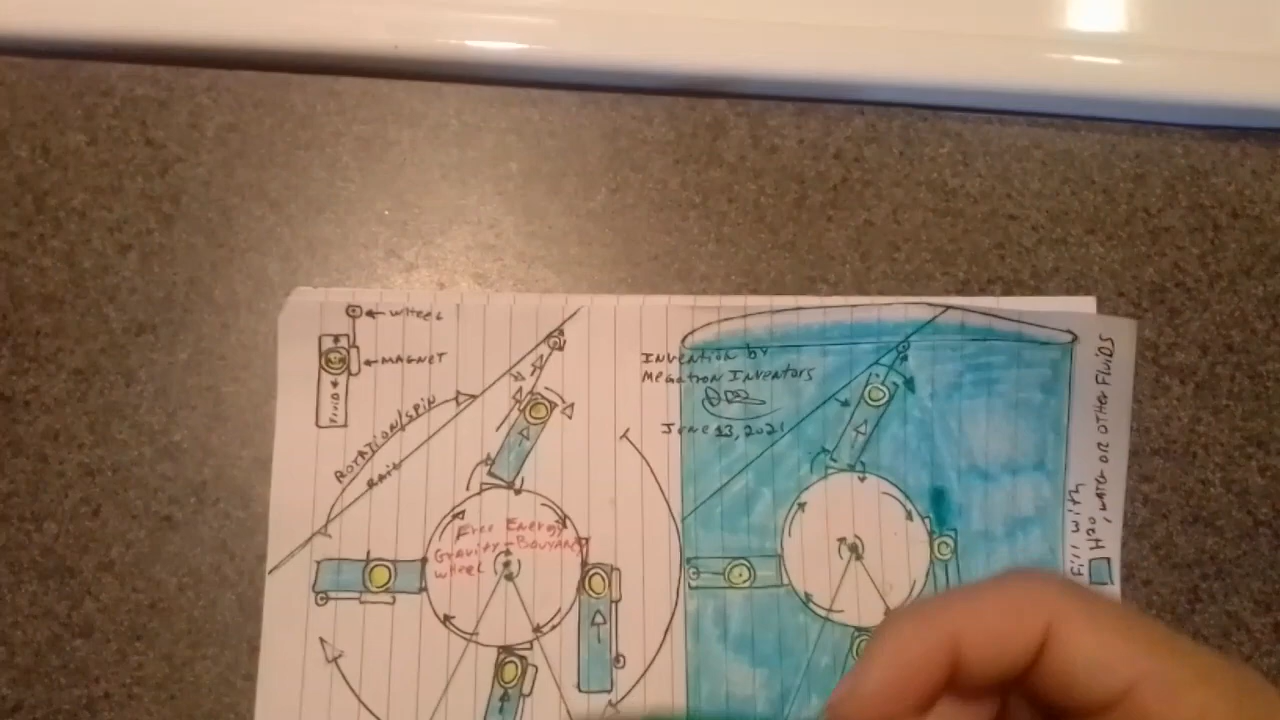 WHEEL
MAGNET
FLUID
ROTATION/SPIN
RAIL
Free Energy
Gravity-Bouyancy
wheel
Invention by
Megation Inventors
June 13, 2021
Fill with
H20, WATER OR OTHER FLUIDS